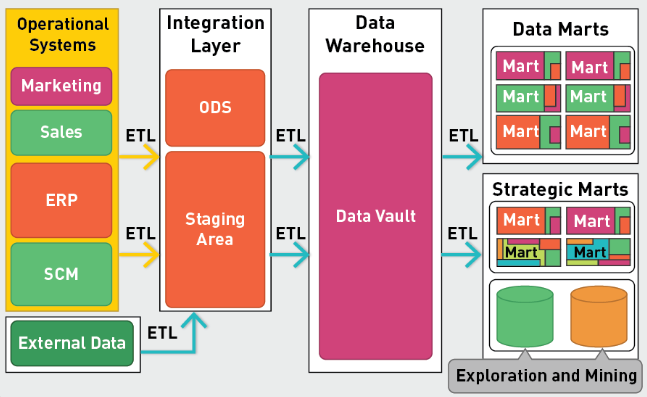 Operational
Systems
Marketing
Sales
ERP
SCM
External Data
ETL
ETL
ETL
Integration
Layer
ODS
Staging
Area
ETL
ETL
Data
Warehouse
Data Vault
ETL
ETL
Data Marts
Mart Mart
Mart Mart
Mart Mart
Strategic Marts
Mart Mart
Mart Mart
Exploration and Mining